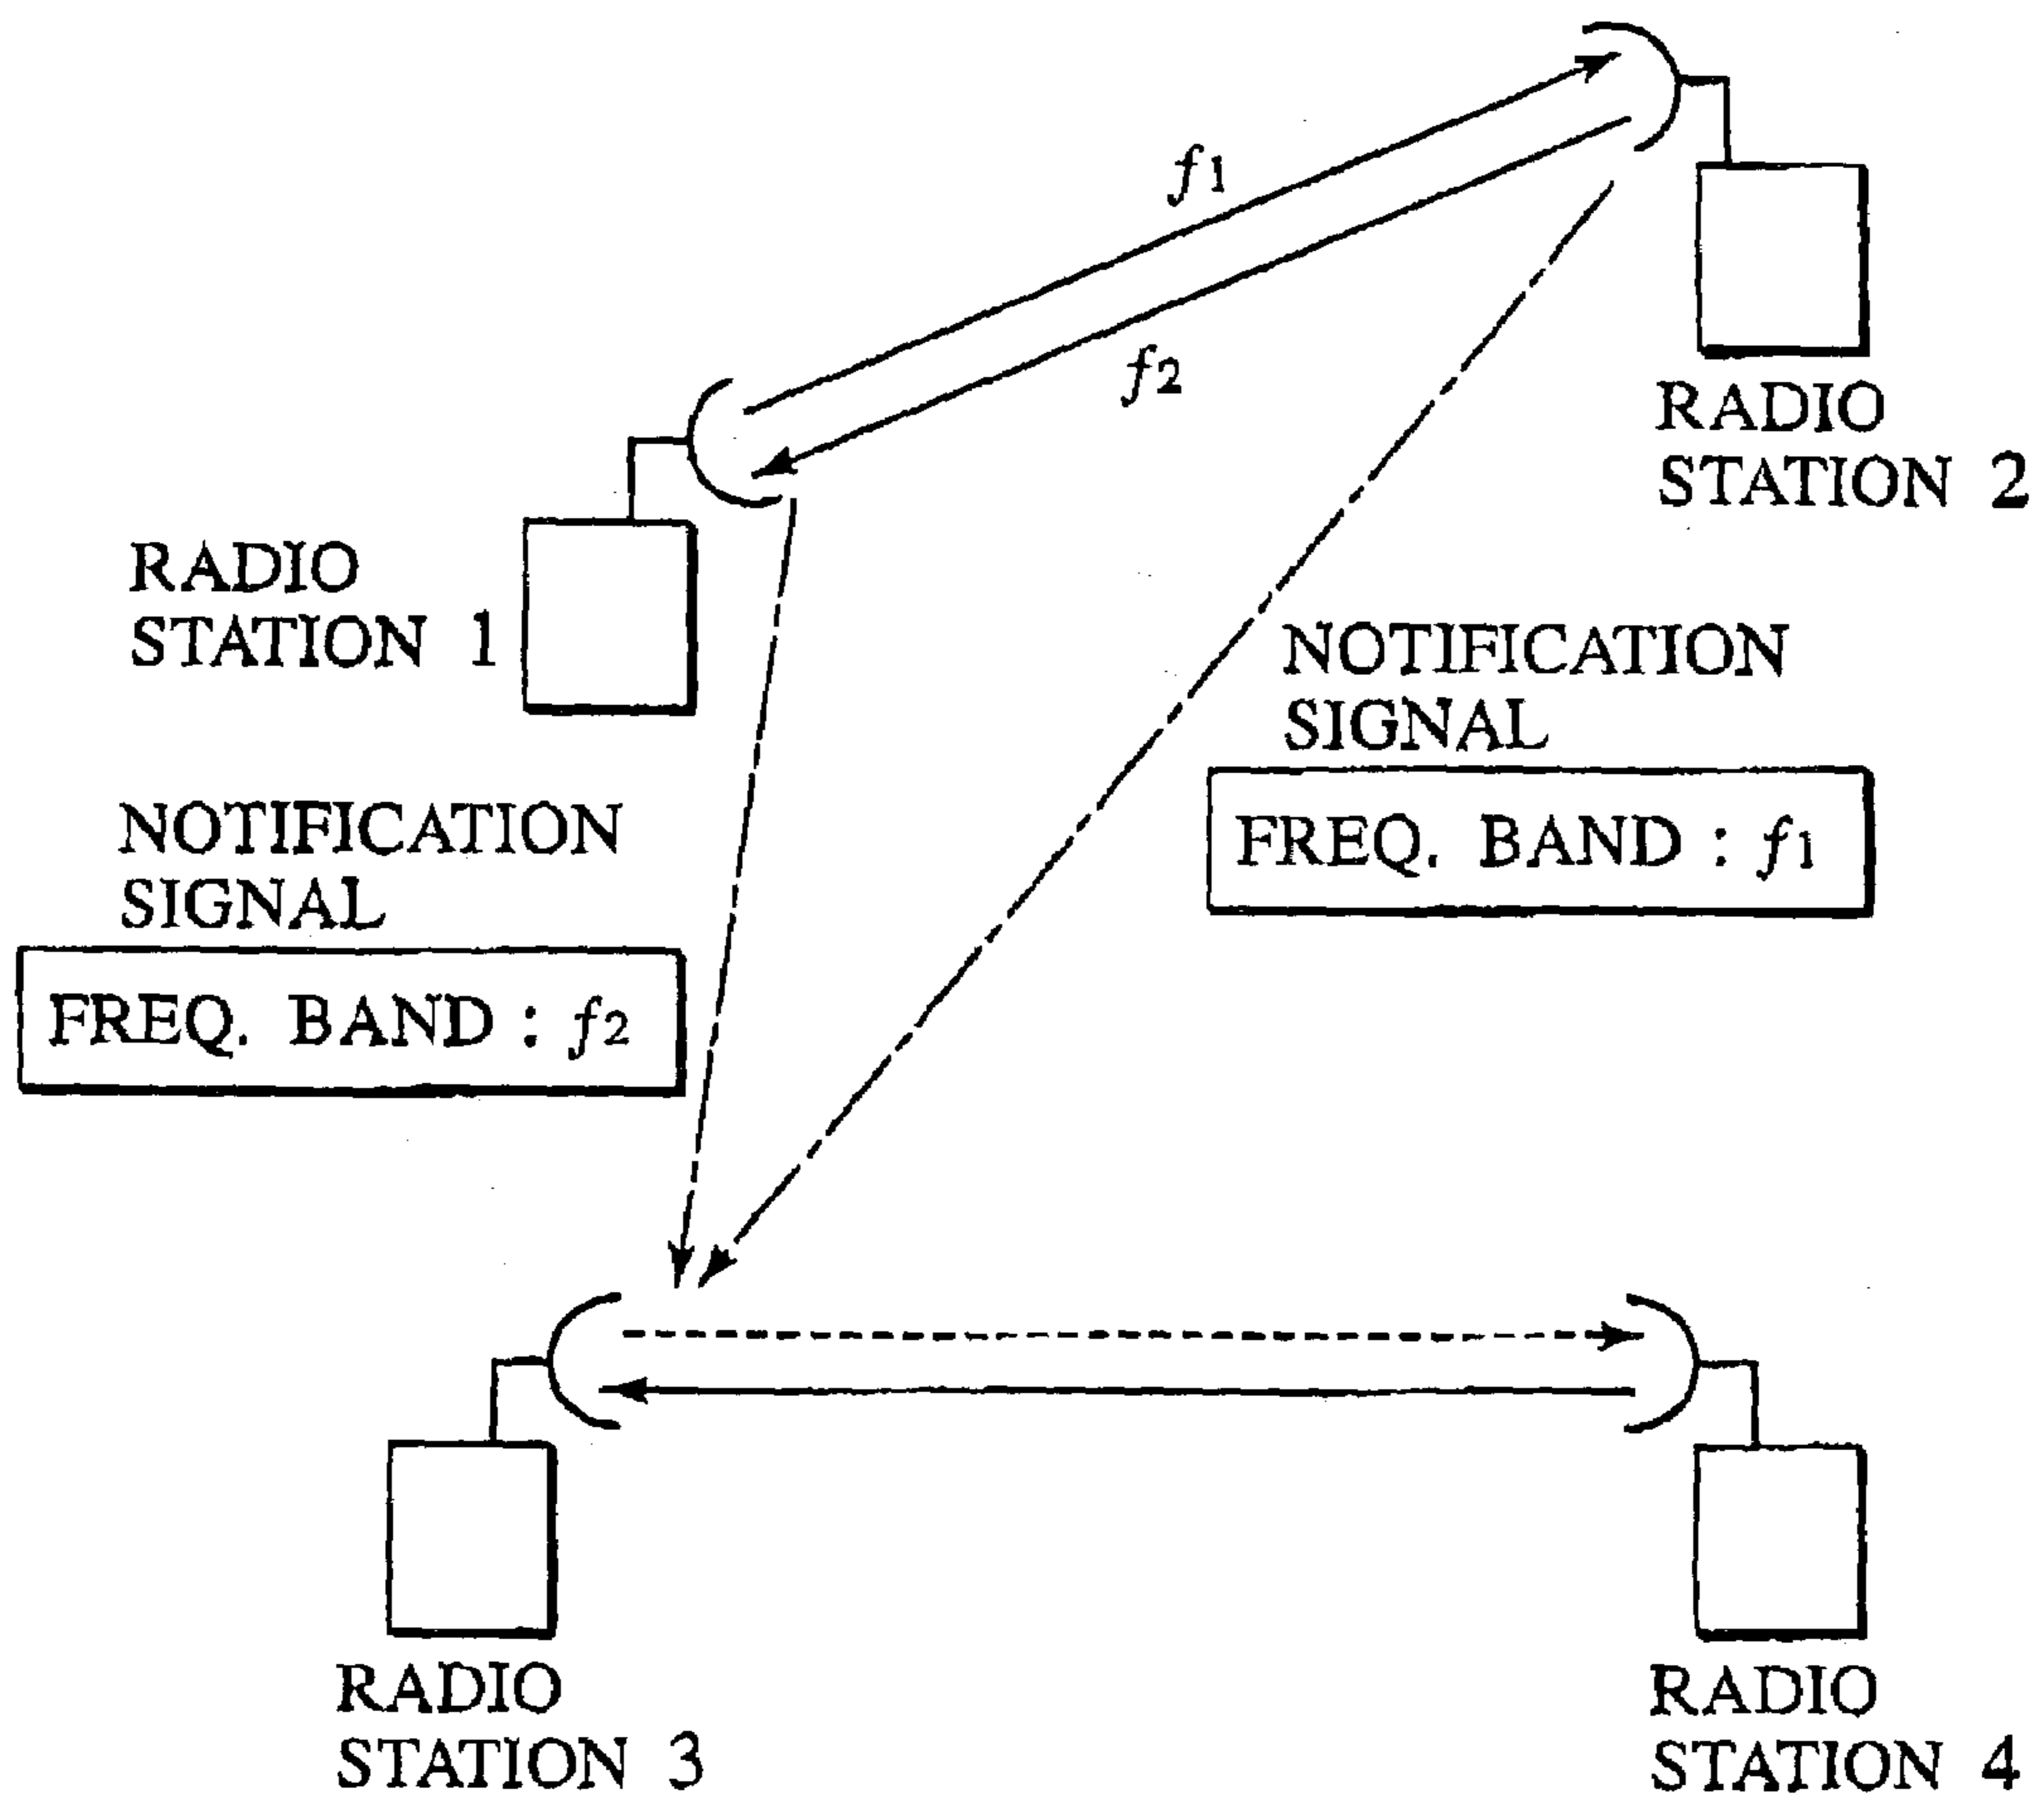 f1
f2
RADIO
STATION 2
RADIO
STATION 1
NOTIFICATION
SIGNAL
FREQ. BAND : f1
NOTIFICATION
SIGNAL
FREQ. BAND : f2
RADIO
STATION 3
RADIO
STATION 4